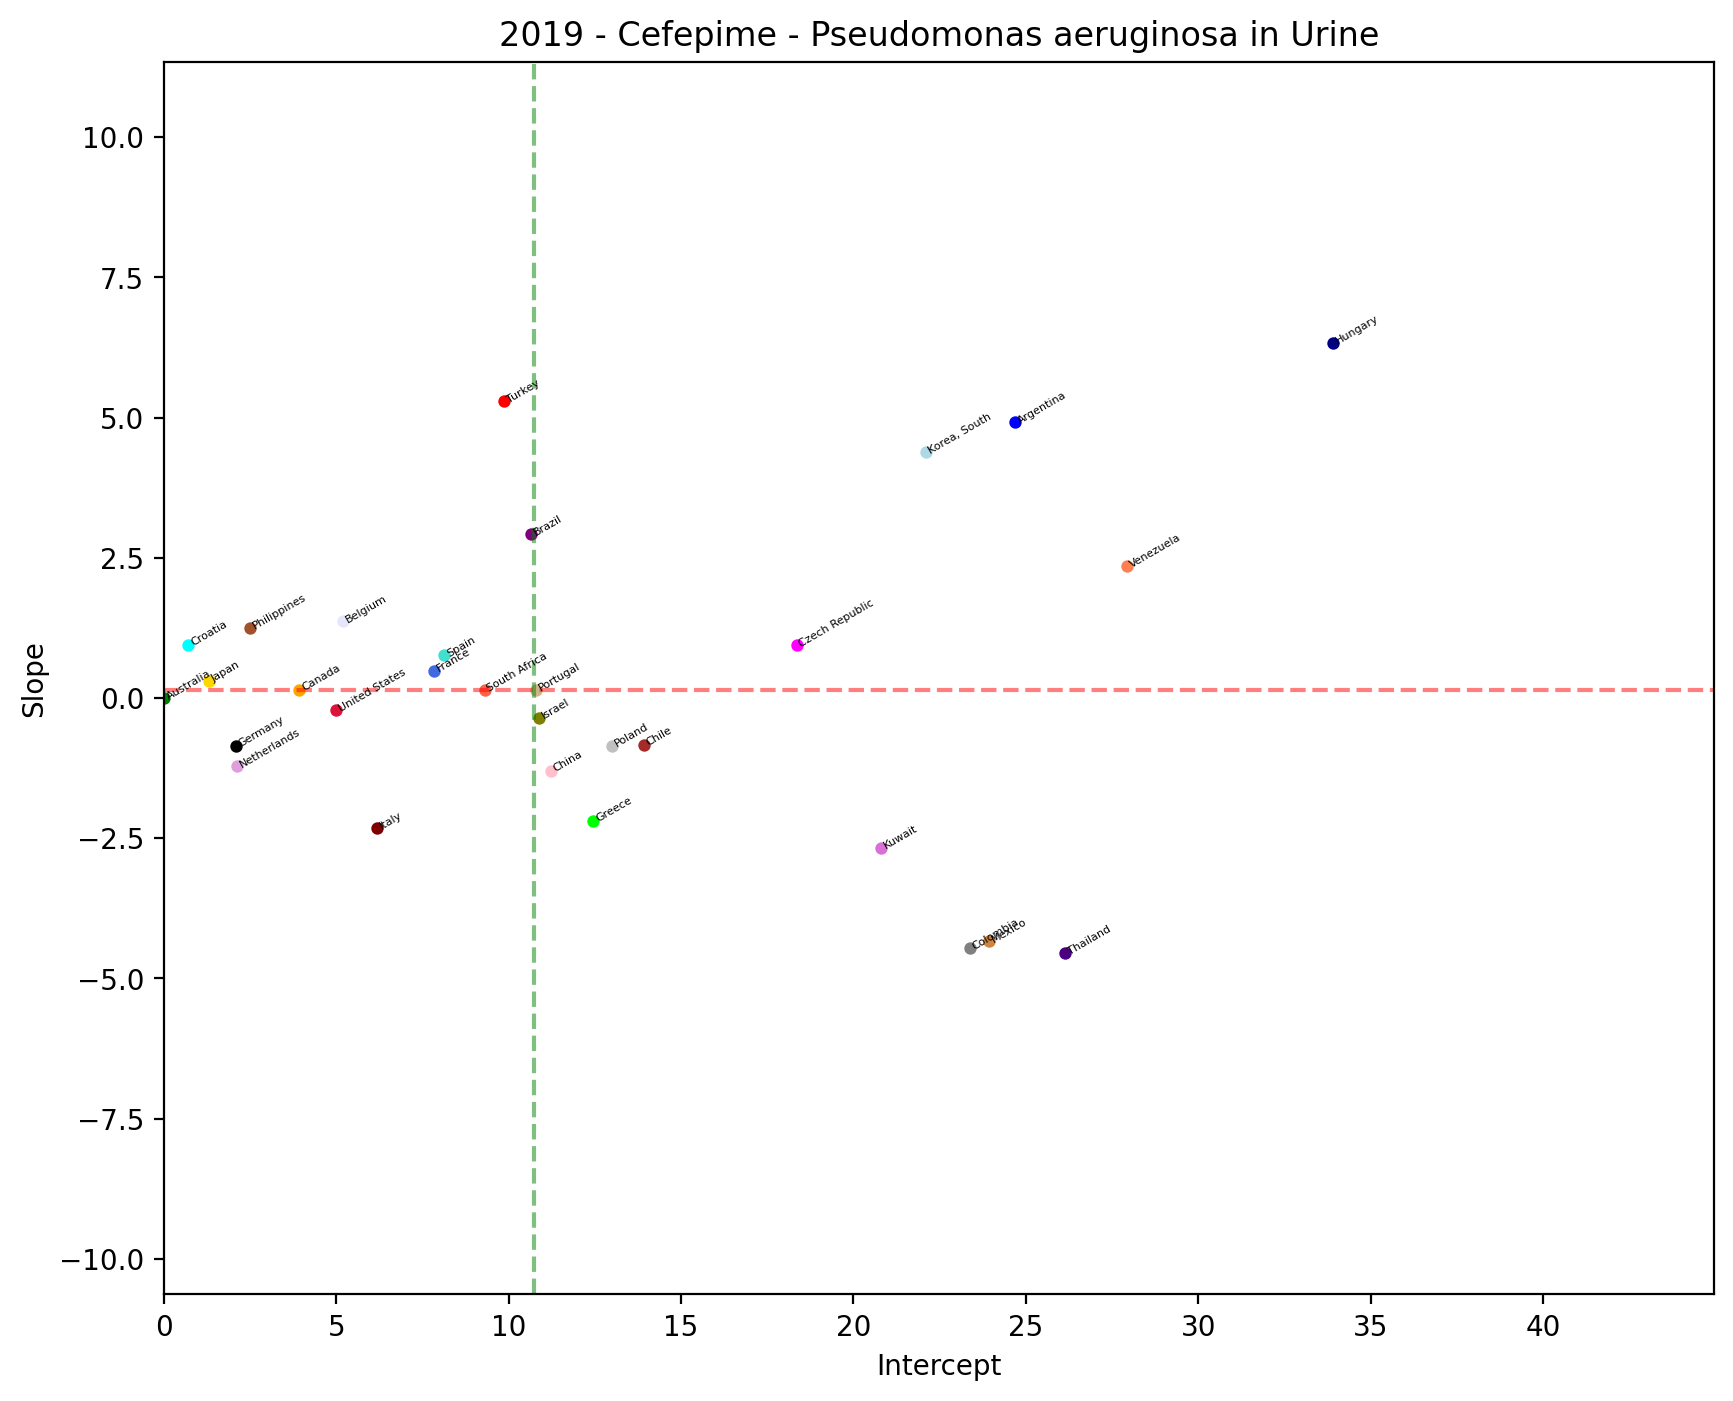 2019 - Cefepime - Pseudomonas aeruginosa in Urine
10.0
7.5
5.0
2.5
0.0
−2.5
−5.0
−7.5
−10.0
Slope
Hungary
Turkey
Argentina
Korea, South
Brazil
Venezuela
Philippines
Belgium
Croatia
Czech Republic
Spain
France
Japan
Australia
Canada
South Africa
Portugal
United States
Israel
Germany
Netherlands
Poland
Chile
China
Italy
Greece
Kuwait
Colombia
Mexico
Thailand
0
5
10
15
20
25
30
35
40
Intercept